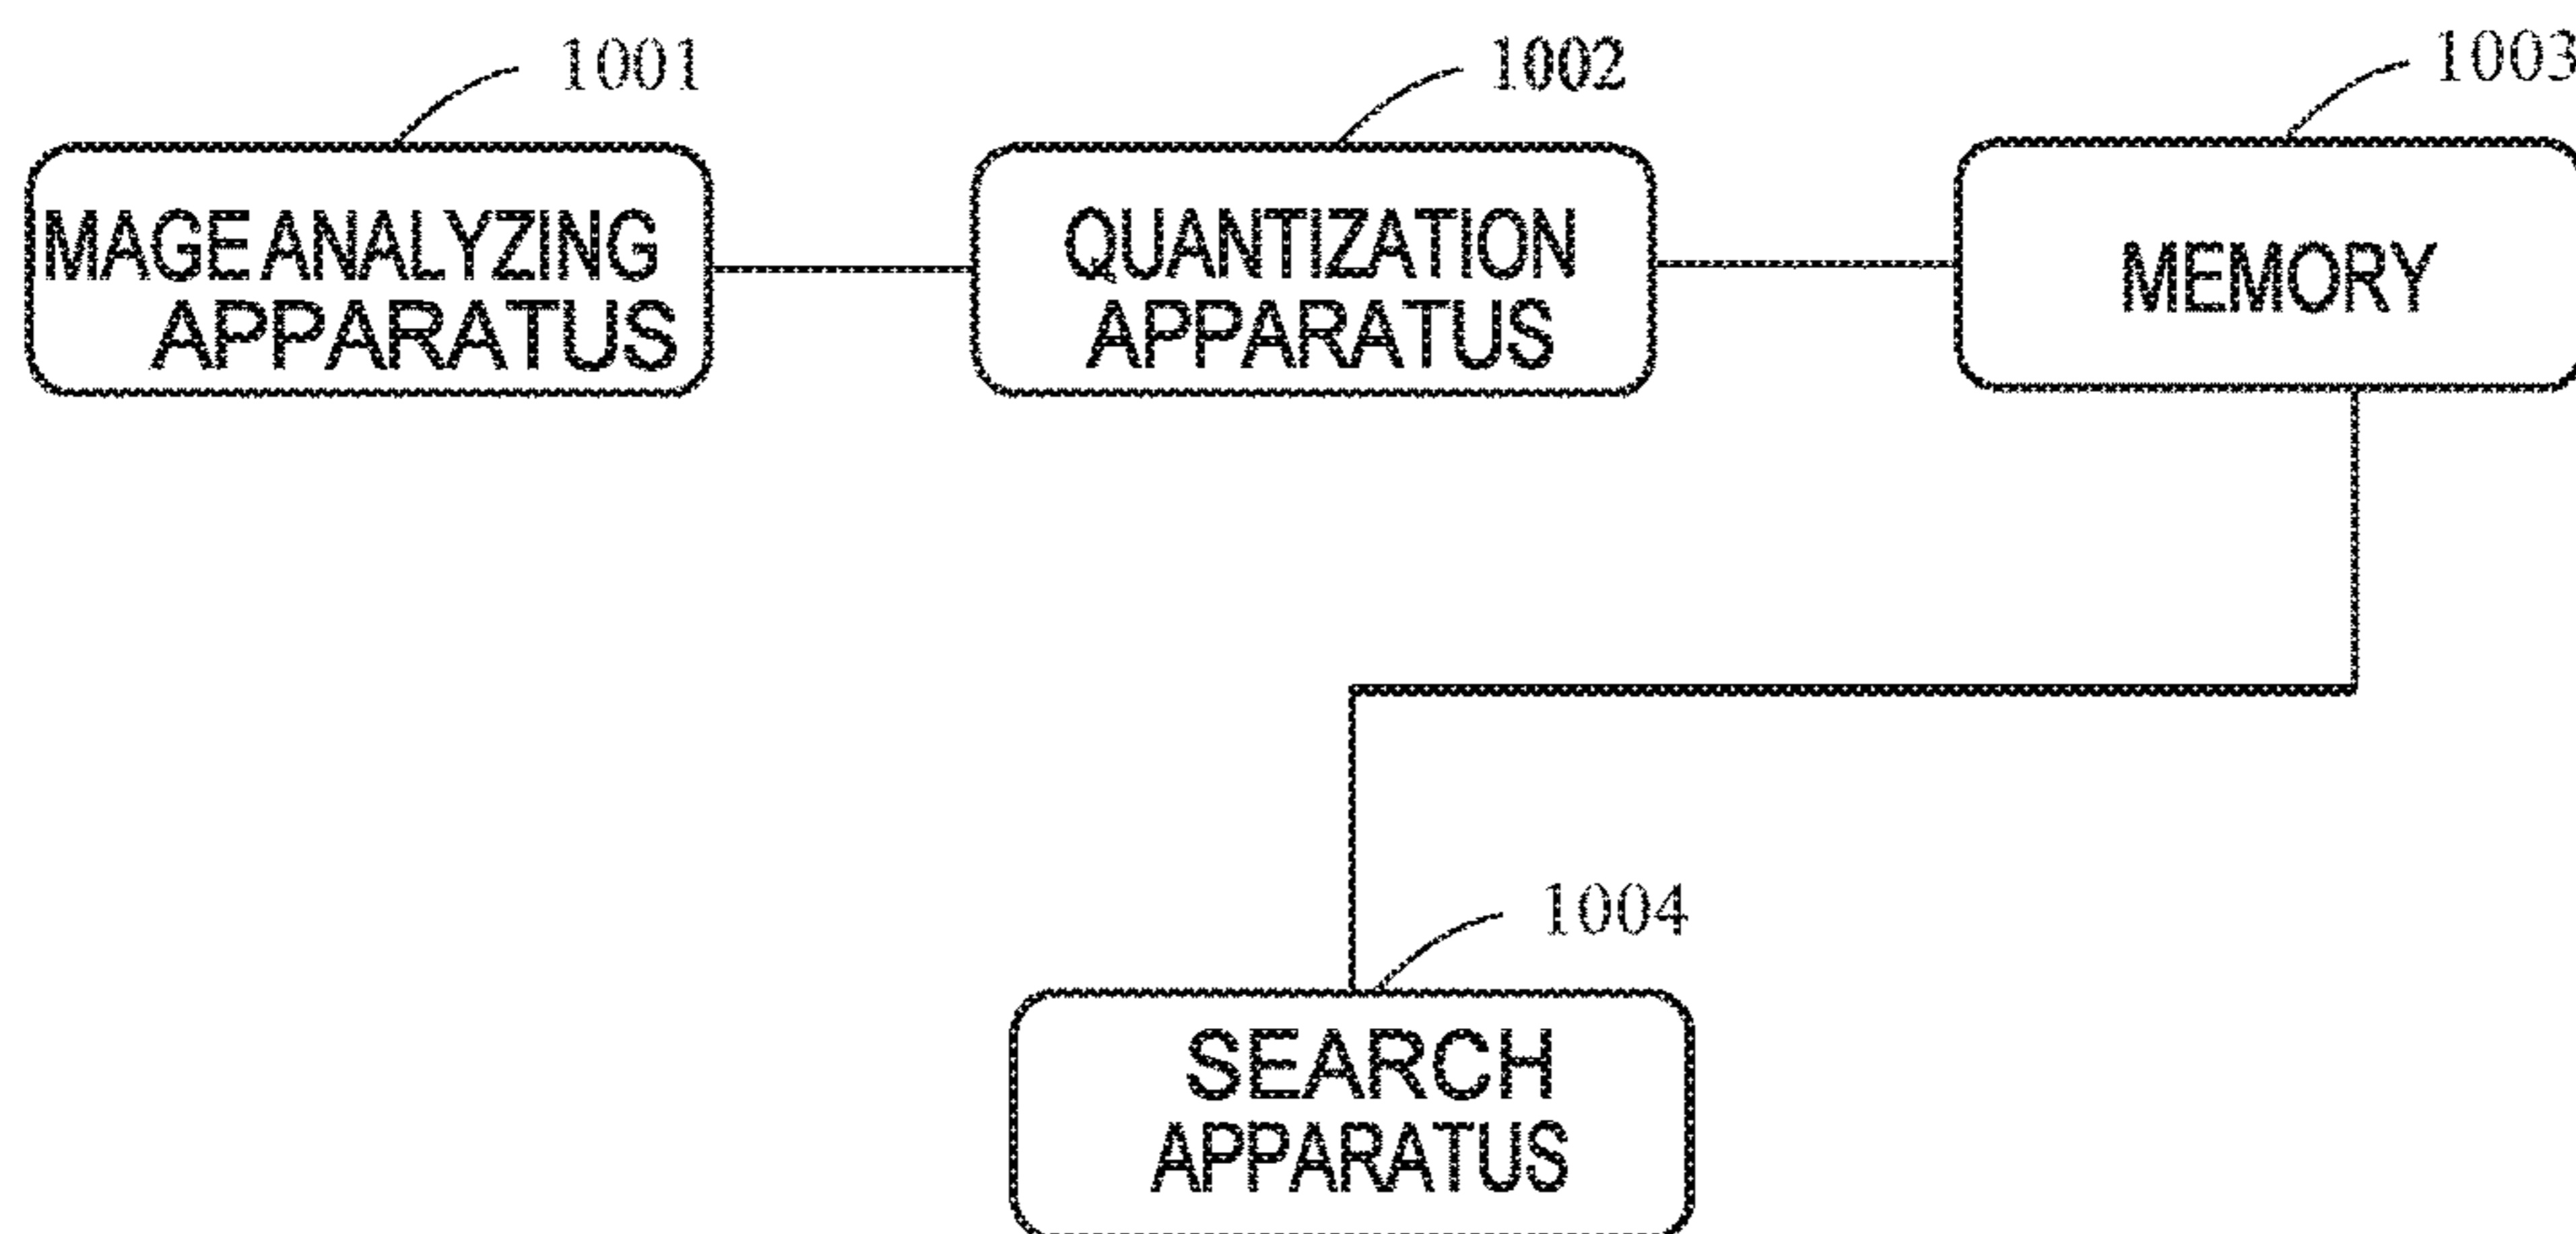 1001
1002
1003
MAGE ANALYZING
APPARATUS
QUANTIZATION
APPARATUS
MEMORY
1004
SEARCH
APPARATUS